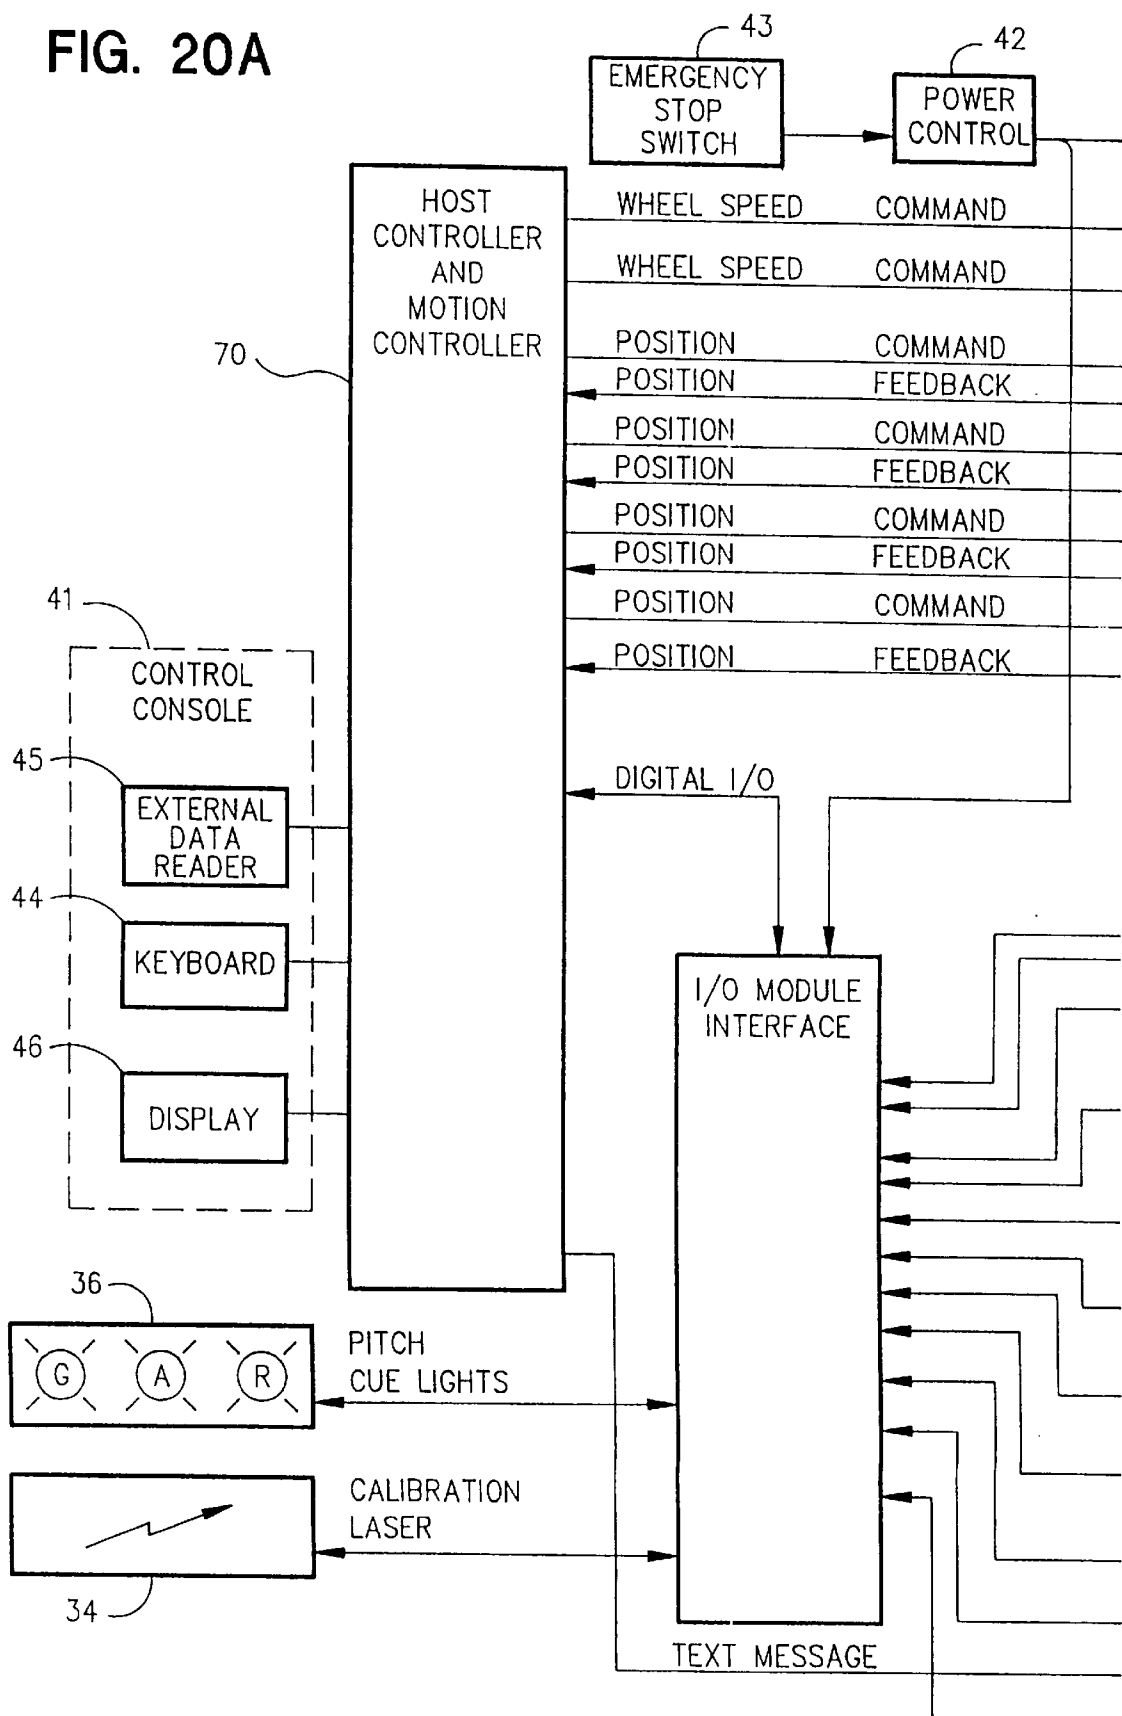 FIG. 20A
43
42
EMERGENCY
STOP
SWITCH
POWER
CONTROL
HOST
CONTROLLER
AND
MOTION
CONTROLLER
70
WHEEL SPEED COMMAND
WHEEL SPEED COMMAND
POSITION COMMAND
POSITION FEEDBACK
POSITION COMMAND
POSITION FEEDBACK
POSITION COMMAND
POSITION FEEDBACK
POSITION COMMAND
POSITION FEEDBACK
41
CONTROL
CONSOLE
45
EXTERNAL
DATA
READER
44
KEYBOARD
46
DISPLAY
DIGITAL I/O
I/O MODULE
INTERFACE
36
G A R
PITCH
CUE LIGHTS
CALIBRATION
LASER
34
TEXT MESSAGE